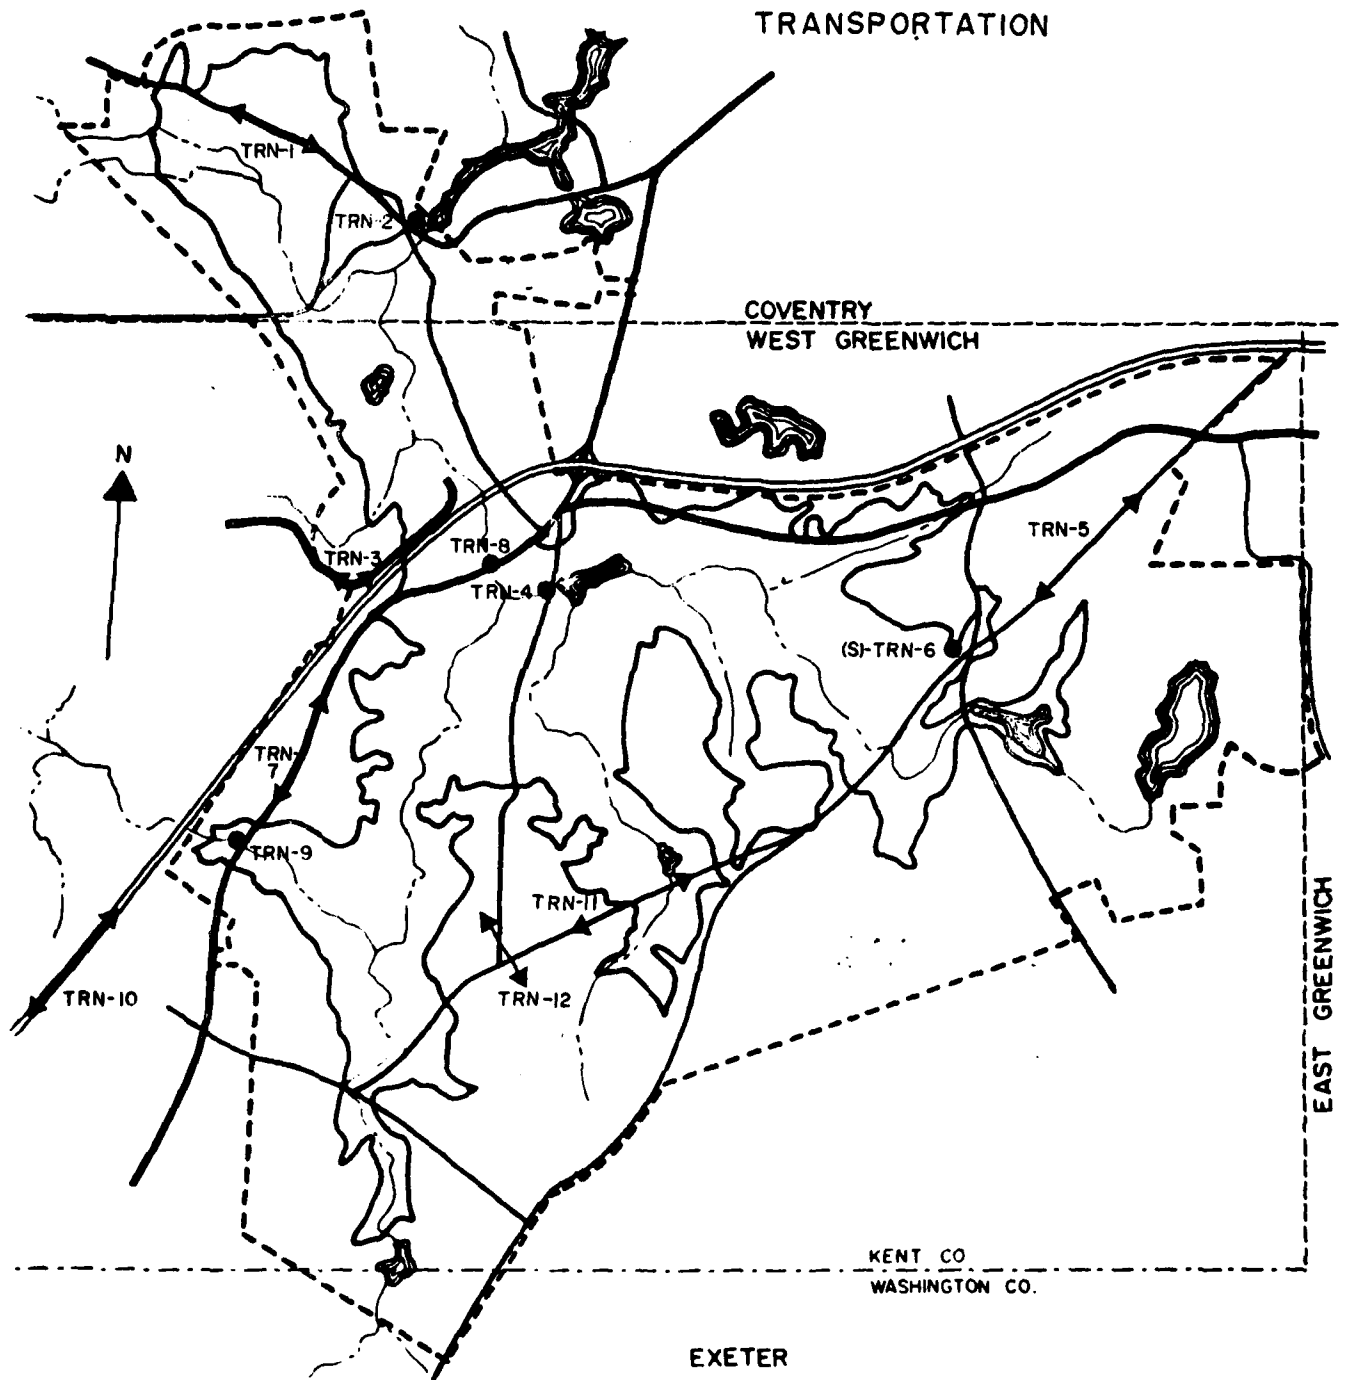 TRANSPORTATION
TRN-1
TRN-2
COVENTRY
WEST GREENWICH
N
TRN-3
TRN-8
TRN-4
TRN-5
(S)-TRN-6
TRN-
7
TRN-9
TRN-11
TRN-10
TRN-12
EAST GREENWICH
KENT CO
WASHINGTON CO.
EXETER